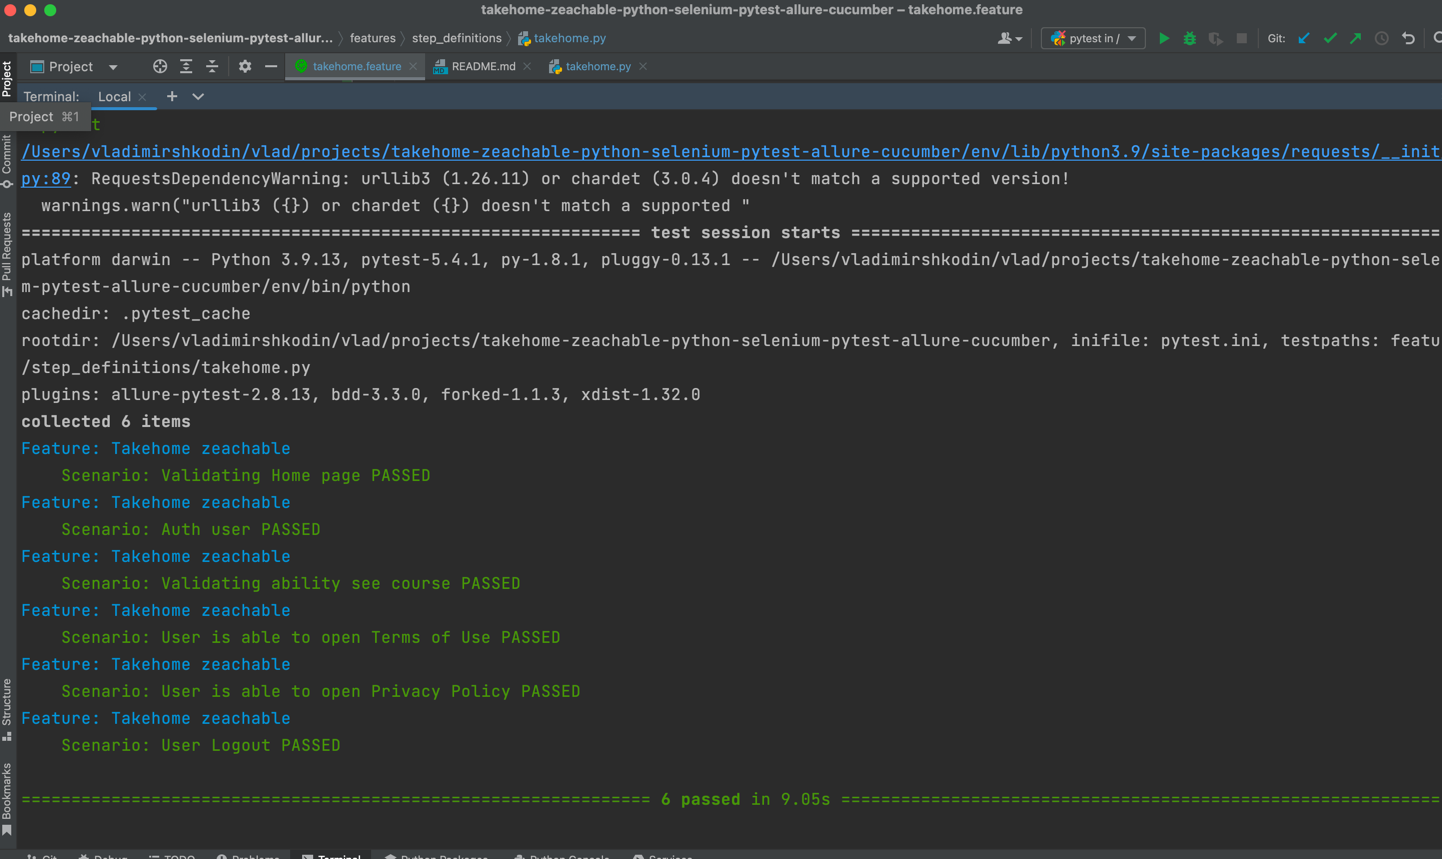 takehome-zeachable-python-selenium-pytest-allure-cucumber – takehome.feature
takehome-zeachable-python-selenium-pytest-allur... features step_definitions takehome.py pytest in / Git:
Project Project takehome.feature README.md takehome.py
Terminal: Local
Project ⌘1 t
Commit
Pull Requests
/Users/vladimirshkodin/vlad/projects/takehome-zeachable-python-selenium-pytest-allure-cucumber/env/lib/python3.9/site-packages/requests/__init
py:89: RequestsDependencyWarning: urllib3 (1.26.11) or chardet (3.0.4) doesn't match a supported version!
warnings.warn("urllib3 ({}) or chardet ({}) doesn't match a supported "
============================================================== test session starts ===========================================================
platform darwin -- Python 3.9.13, pytest-5.4.1, py-1.8.1, pluggy-0.13.1 -- /Users/vladimirshkodin/vlad/projects/takehome-zeachable-python-sele
m-pytest-allure-cucumber/env/bin/python
cachedir: .pytest_cache
rootdir: /Users/vladimirshkodin/vlad/projects/takehome-zeachable-python-selenium-pytest-allure-cucumber, inifile: pytest.ini, testpaths: featu
/step_definitions/takehome.py
plugins: allure-pytest-2.8.13, bdd-3.3.0, forked-1.1.3, xdist-1.32.0
collected 6 items
Feature: Takehome zeachable
Scenario: Validating Home page PASSED
Feature: Takehome zeachable
Scenario: Auth user PASSED
Feature: Takehome zeachable
Scenario: Validating ability see course PASSED
Feature: Takehome zeachable
Scenario: User is able to open Terms of Use PASSED
Feature: Takehome zeachable
Scenario: User is able to open Privacy Policy PASSED
Feature: Takehome zeachable
Scenario: User Logout PASSED
Structure
Bookmarks
=============================================================== 6 passed in 9.05s ============================================================
Git Debug TODO Problems Terminal Python Packages Python Console Services